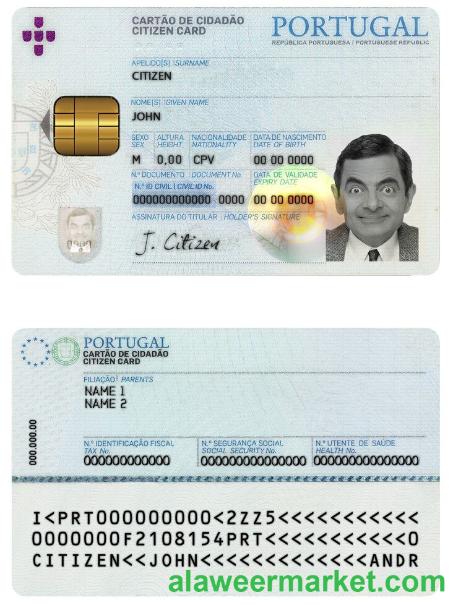 CARTÃO DE CIDADÃO
CITIZEN CARD
PORTUGAL
REPÚBLICA PORTUGUESA / PORTUGUESE REPUBLIC
APELIDO(S) \SURNAME
CITIZEN
NOME(S) \GIVEN NAME
JOHN
SEXO ALTURA NACIONALIDADE DATA DE NASCIMENTO
SEX HEIGHT NATIONALITY DATE OF BIRTH
M 0,00 CPV 00 00 0000
N.º DOCUMENTO \DOCUMENT No. DATA DE VALIDADE
N.º ID CIVIL \ CIVIL ID No. EXPIRY DATE
000000000000 0000 00 00 0000
ASSINATURA DO TITULAR \ HOLDER'S SIGNATURE
J. Citizen
PORTUGAL
CARTÃO DE CIDADÃO
CITIZEN CARD
FILIAÇÃO \ PARENTS
NAME 1
NAME 2
000.000.00
N.º IDENTIFICAÇÃO FISCAL N.º SEGURANÇA SOCIAL N.º UTENTE DE SAÚDE
TAX No. SOCIAL SECURITY No. HEALTH No.
000000000000 000000000000 000000000000
I<PRT000000000<2ZZ5<<<<<<<<<<<
0000000F2108154PRT<<<<<<<<<<<0
CITIZEN<<JOHN<<<<<<<<<<<<<ANDR
alaweermarket.com